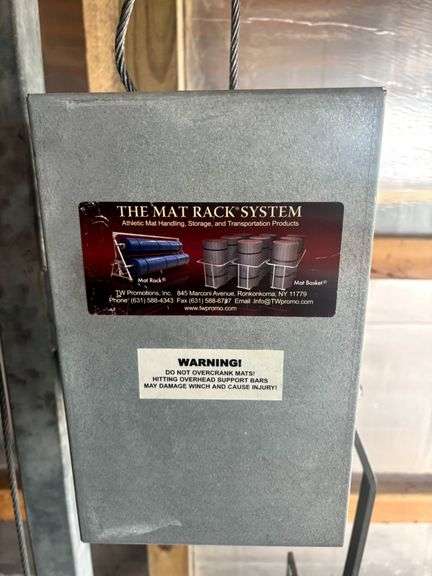 THE MAT RACK® SYSTEM
Athletic Mat Handling, Storage, and Transportation Products
Mat Rack®
Mat Basket®
TW Promotions, Inc. 845 Marconi Avenue, Ronkonkoma, NY 11779
Phone (631) 588-4343 Fax (631) 588-6787 Email Info@TWpromo.com
www.twpromo.com
WARNING!
DO NOT OVERCRANK MATS!
HITTING OVERHEAD SUPPORT BARS
MAY DAMAGE WINCH AND CAUSE INJURY!